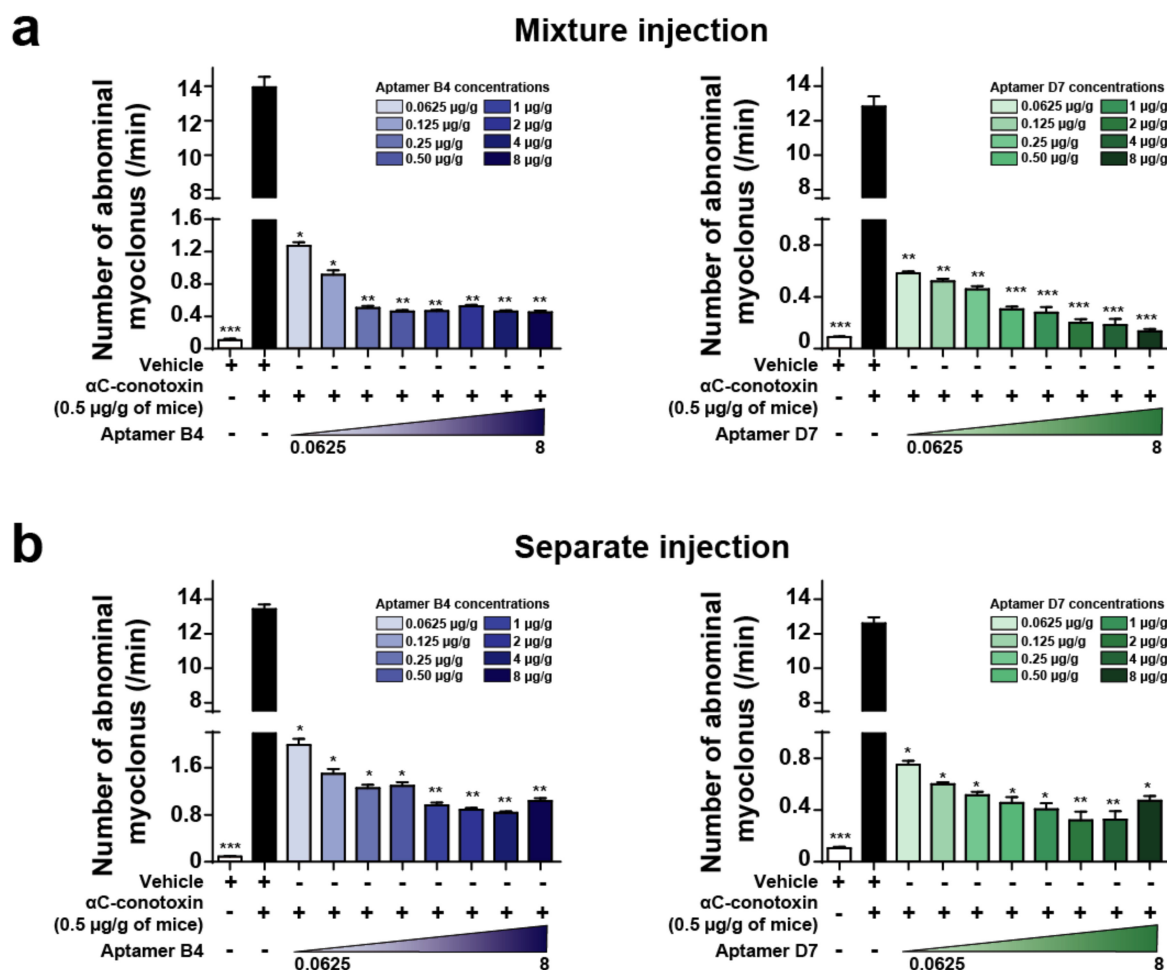 a
Mixture injection
Number of abnominal
myoclonus (/min)
14
12
10
8
1.6
1.2
0.8
0.4
0
Aptamer B4 concentrations
0.0625 µg/g 1 µg/g
0.125 µg/g 2 µg/g
0.25 µg/g 4 µg/g
0.50 µg/g 8 µg/g
*** * * ** ** ** ** ** **
Vehicle + + - - - - - - - -
αC-conotoxin
(0.5 µg/g of mice) - + + + + + + + + +
Aptamer B4 - -
0.0625 8
Number of abnominal
myoclonus (/min)
14
12
10
8
0.8
0.4
0
Aptamer D7 concentrations
0.0625 µg/g 1 µg/g
0.125 µg/g 2 µg/g
0.25 µg/g 4 µg/g
0.50 µg/g 8 µg/g
*** ** ** ** *** *** *** *** ***
Vehicle + + - - - - - - - -
αC-conotoxin
(0.5 µg/g of mice) - + + + + + + + + +
Aptamer D7 - -
0.0625 8
b
Separate injection
Number of abnominal
myoclonus (/min)
14
12
10
8
1.6
0.8
0
Aptamer B4 concentrations
0.0625 µg/g 1 µg/g
0.125 µg/g 2 µg/g
0.25 µg/g 4 µg/g
0.50 µg/g 8 µg/g
*** * * * * ** ** ** **
Vehicle + + - - - - - - - -
αC-conotoxin
(0.5 µg/g of mice) - + + + + + + + + +
Aptamer B4 - -
0.0625 8
Number of abnominal
myoclonus (/min)
14
12
10
8
0.8
0.4
0
Aptamer D7 concentrations
0.0625 µg/g 1 µg/g
0.125 µg/g 2 µg/g
0.25 µg/g 4 µg/g
0.50 µg/g 8 µg/g
*** * * * * * ** ** *
Vehicle + + - - - - - - - -
αC-conotoxin
(0.5 µg/g of mice) - + + + + + + + + +
Aptamer D7 - -
0.0625 8